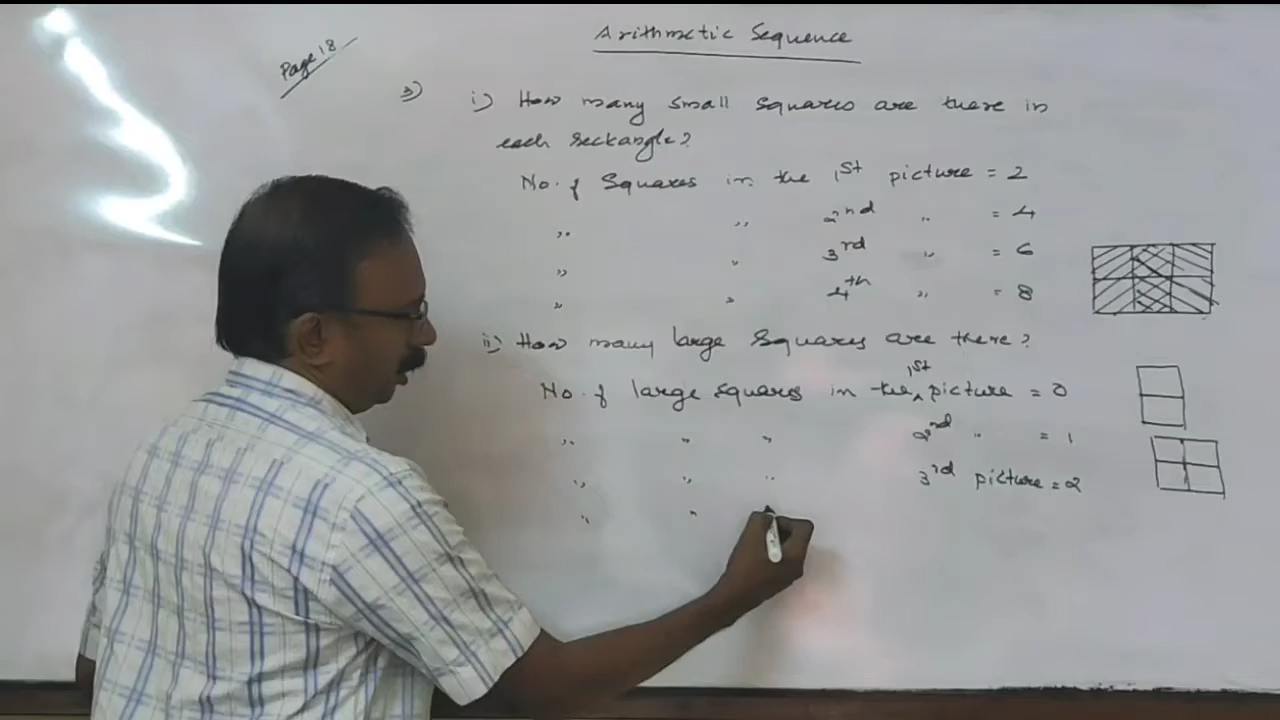 Arithmetic Sequence
Page 18
3) i) How many small squares are there in
each rectangle?
No. of Squares in the 1st picture = 2
" " 2nd " = 4
" " 3rd " = 6
" " 4th " = 8
ii) How many large squares are there?
No. of large squares in the 1st picture = 0
" " " 2nd " = 1
" " " 3rd picture = 2
" "